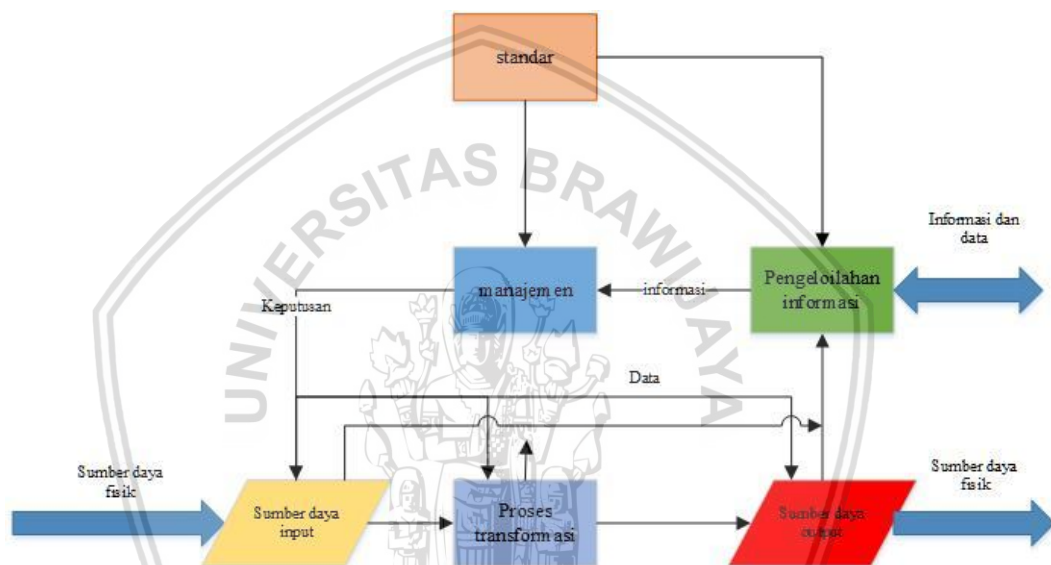 standar
UNIVERSITAS BRAWIJAYA
Informasi dan
data
manajemen
informasi
Pengeloilahan
informasi
Keputusan
Data
Sumber daya
fisik
Sumber daya
input
Proses
transformasi
Sumber daya
output
Sumber daya
fisik